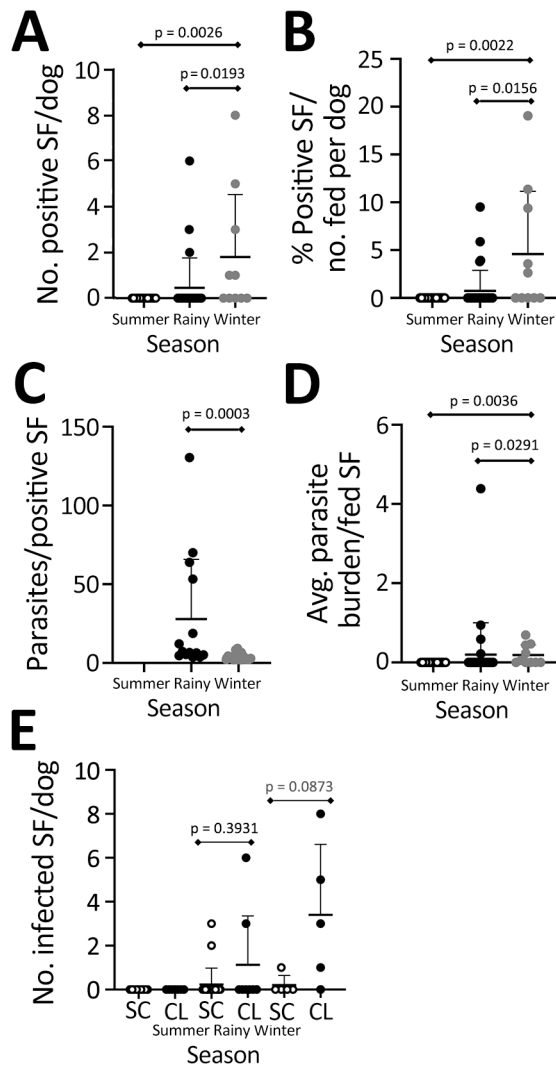 A
p = 0.0026
p = 0.0193
No. positive SF/dog
10
8
6
4
2
0
Summer Rainy Winter
Season
B
p = 0.0022
p = 0.0156
% Positive SF/
no. fed per dog
25
20
15
10
5
0
Summer Rainy Winter
Season
C
p = 0.0003
Parasites/positive SF
150
100
50
0
Summer Rainy Winter
Season
D
p = 0.0036
p = 0.0291
Avg. parasite
burden/fed SF
6
4
2
0
Summer Rainy Winter
Season
E
p = 0.0873
p = 0.3931
No. infected SF/dog
10
8
6
4
2
0
SC CL SC CL SC CL
Summer Rainy Winter
Season